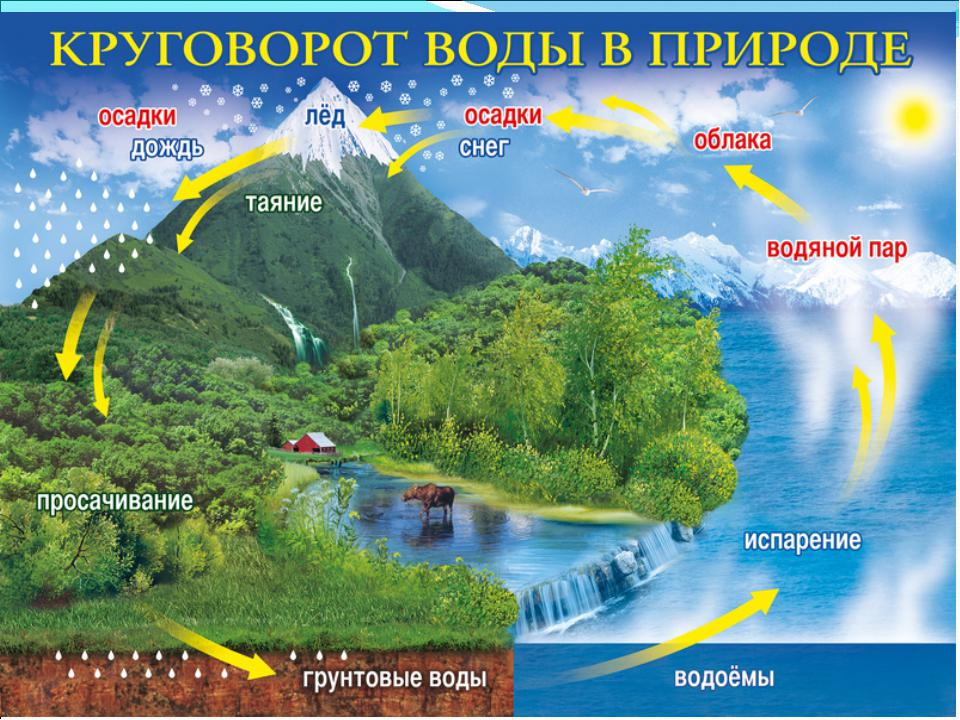 КРУГОВОРОТ ВОДЫ В ПРИРОДЕ
осадки
дождь
лёд
осадки
снег
облака
таяние
водяной пар
просачивание
испарение
грунтовые воды
водоёмы